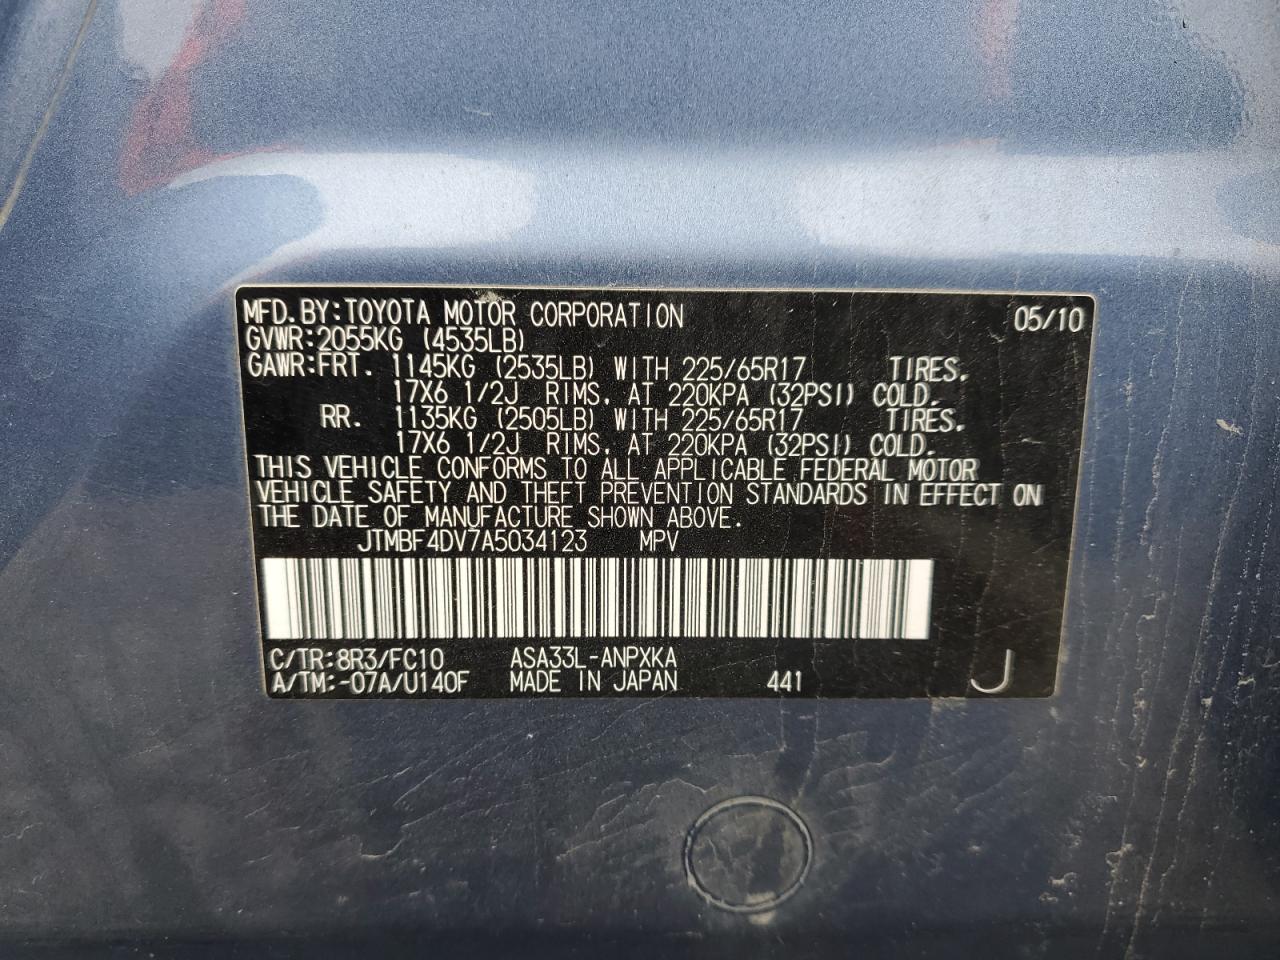 MFD.BY:TOYOTA MOTOR CORPORATION 05/10
GVWR:2055KG (4535LB)
GAWR:FRT. 1145KG (2535LB) WITH 225/65R17 TIRES.
17X6 1/2J RIMS. AT 220KPA (32PSI) COLD.
RR. 1135KG (2505LB) WITH 225/65R17 TIRES.
17X6 1/2J RIMS. AT 220KPA (32PSI) COLD.
THIS VEHICLE CONFORMS TO ALL APPLICABLE FEDERAL MOTOR
VEHICLE SAFETY AND THEFT PREVENTION STANDARDS IN EFFECT ON
THE DATE OF MANUFACTURE SHOWN ABOVE.
JTMBF4DV7A5034123 MPV
C/TR:8R3/FC10 ASA33L-ANPXKA
A/TM:-07A/U140F MADE IN JAPAN 441 J